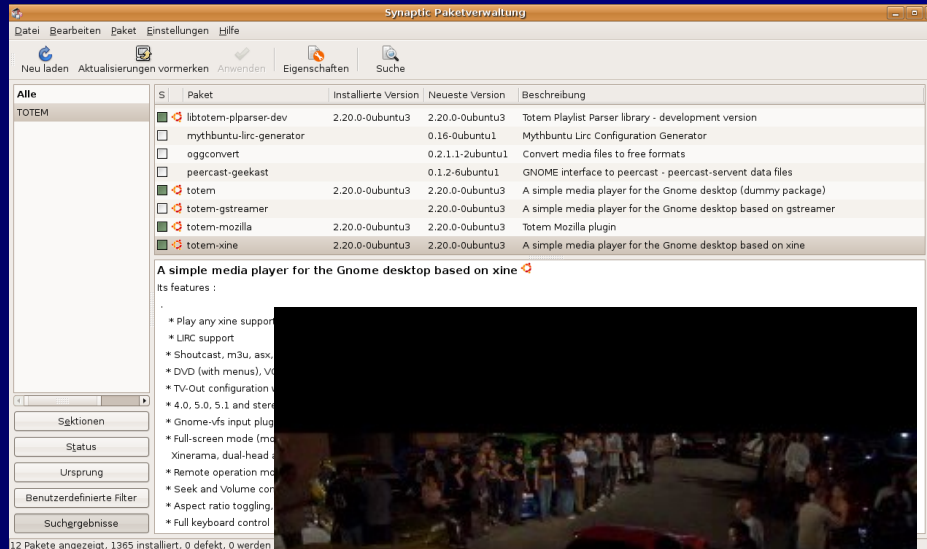 Synaptic Paketverwaltung
Datei Bearbeiten Paket Einstellungen Hilfe
Neu laden Aktualisierungen vormerken Anwenden Eigenschaften Suche
Alle
TOTEM
S Paket Installierte Version Neueste Version Beschreibung
libtotem-plparser-dev 2.20.0-0ubuntu3 2.20.0-0ubuntu3 Totem Playlist Parser library - development version
mythbuntu-lirc-generator 0.16-0ubuntu1 Mythbuntu Lirc Configuration Generator
oggconvert 0.2.1.1-2ubuntu1 Convert media files to free formats
peercast-geekast 0.1.2-6ubuntu1 GNOME interface to peercast - peercast-servent data files
totem 2.20.0-0ubuntu3 2.20.0-0ubuntu3 A simple media player for the Gnome desktop (dummy package)
totem-gstreamer 2.20.0-0ubuntu3 A simple media player for the Gnome desktop based on gstreamer
totem-mozilla 2.20.0-0ubuntu3 2.20.0-0ubuntu3 Totem Mozilla plugin
totem-xine 2.20.0-0ubuntu3 2.20.0-0ubuntu3 A simple media player for the Gnome desktop based on xine
A simple media player for the Gnome desktop based on xine
Its features :
.
* Play any xine support
* LIRC support
* Shoutcast, m3u, asx,
* DVD (with menus), VC
* TV-Out configuration
* 4.0, 5.0, 5.1 and stere
* Gnome-vfs input plug
* Full-screen mode (mo
Xinerama, dual-head
* Remote operation mo
* Seek and Volume con
* Aspect ratio toggling,
* Full keyboard control
Sektionen
Status
Ursprung
Benutzerdefinierte Filter
Suchergebnisse
12 Pakete angezeigt, 1365 installiert, 0 defekt, 0 werden